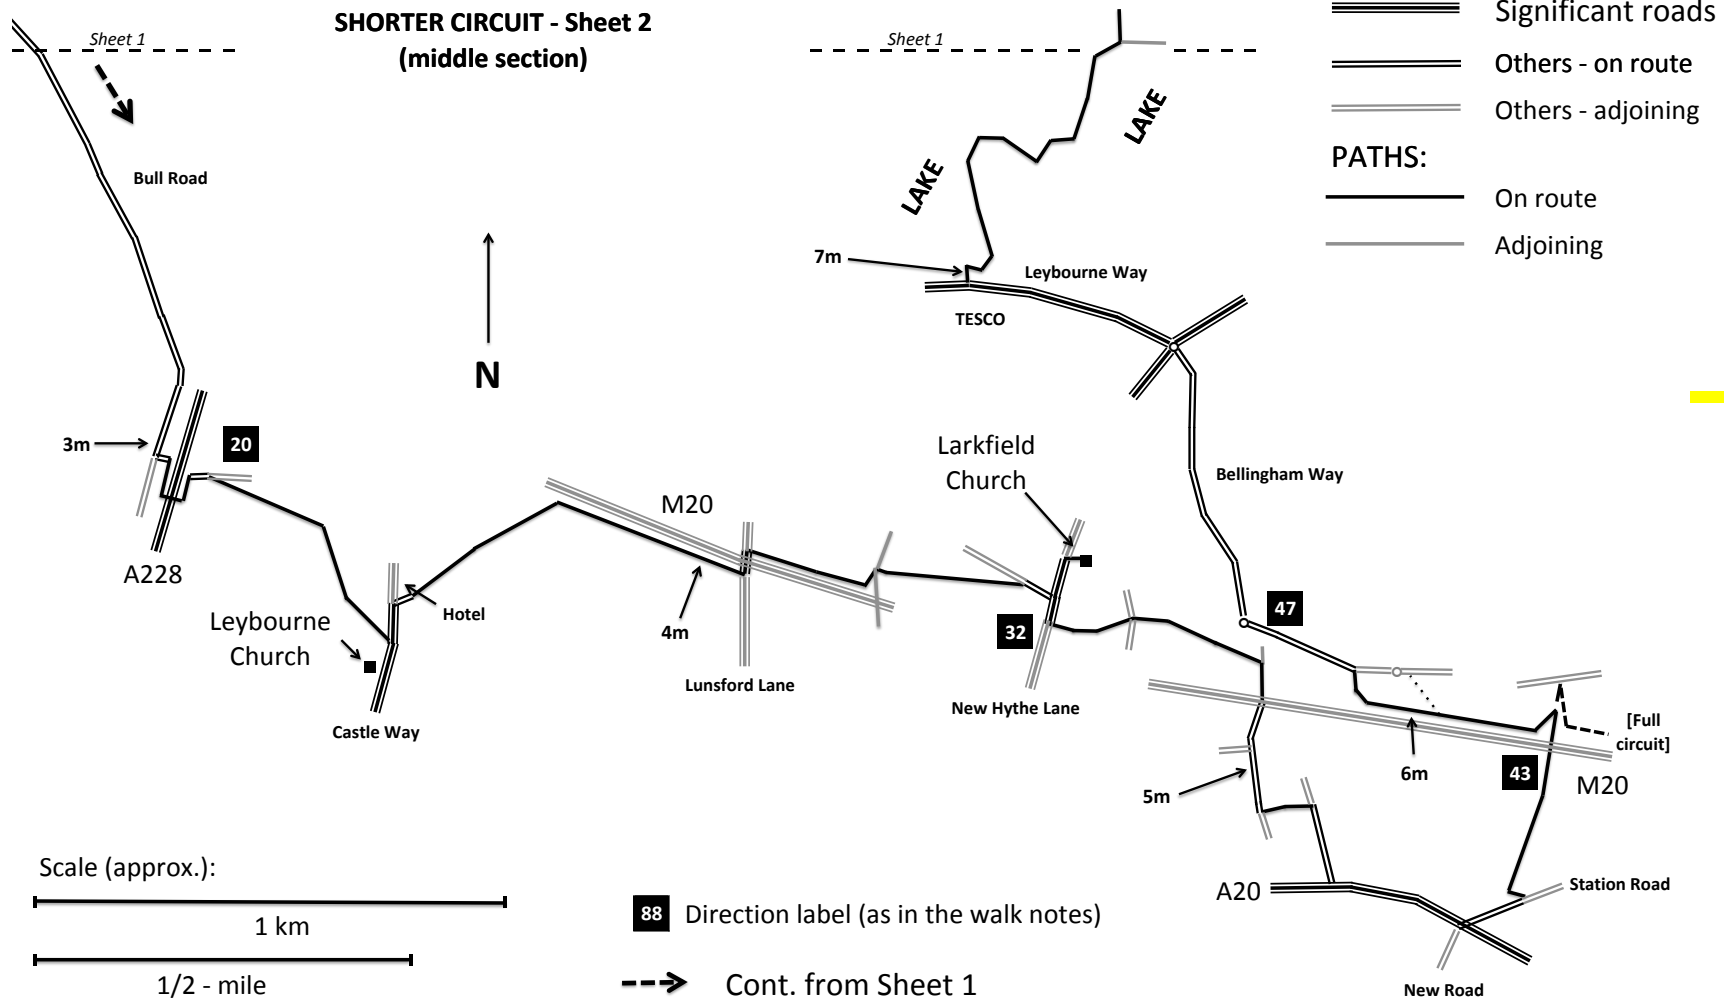 SHORTER CIRCUIT - Sheet 2
(middle section)
Sheet 1
Sheet 1
Significant roads
Others - on route
Others - adjoining
PATHS:
On route
Adjoining
Bull Road
LAKE
LAKE
N
7m
Leybourne Way
TESCO
3m
20
A228
Larkfield
Church
Bellingham Way
M20
Hotel
Leybourne
Church
4m
32
47
Lunsford Lane
New Hythe Lane
Castle Way
[Full
circuit]
6m
43
M20
5m
Scale (approx.):
1 km
1/2 - mile
A20
Station Road
New Road
88 Direction label (as in the walk notes)
Cont. from Sheet 1